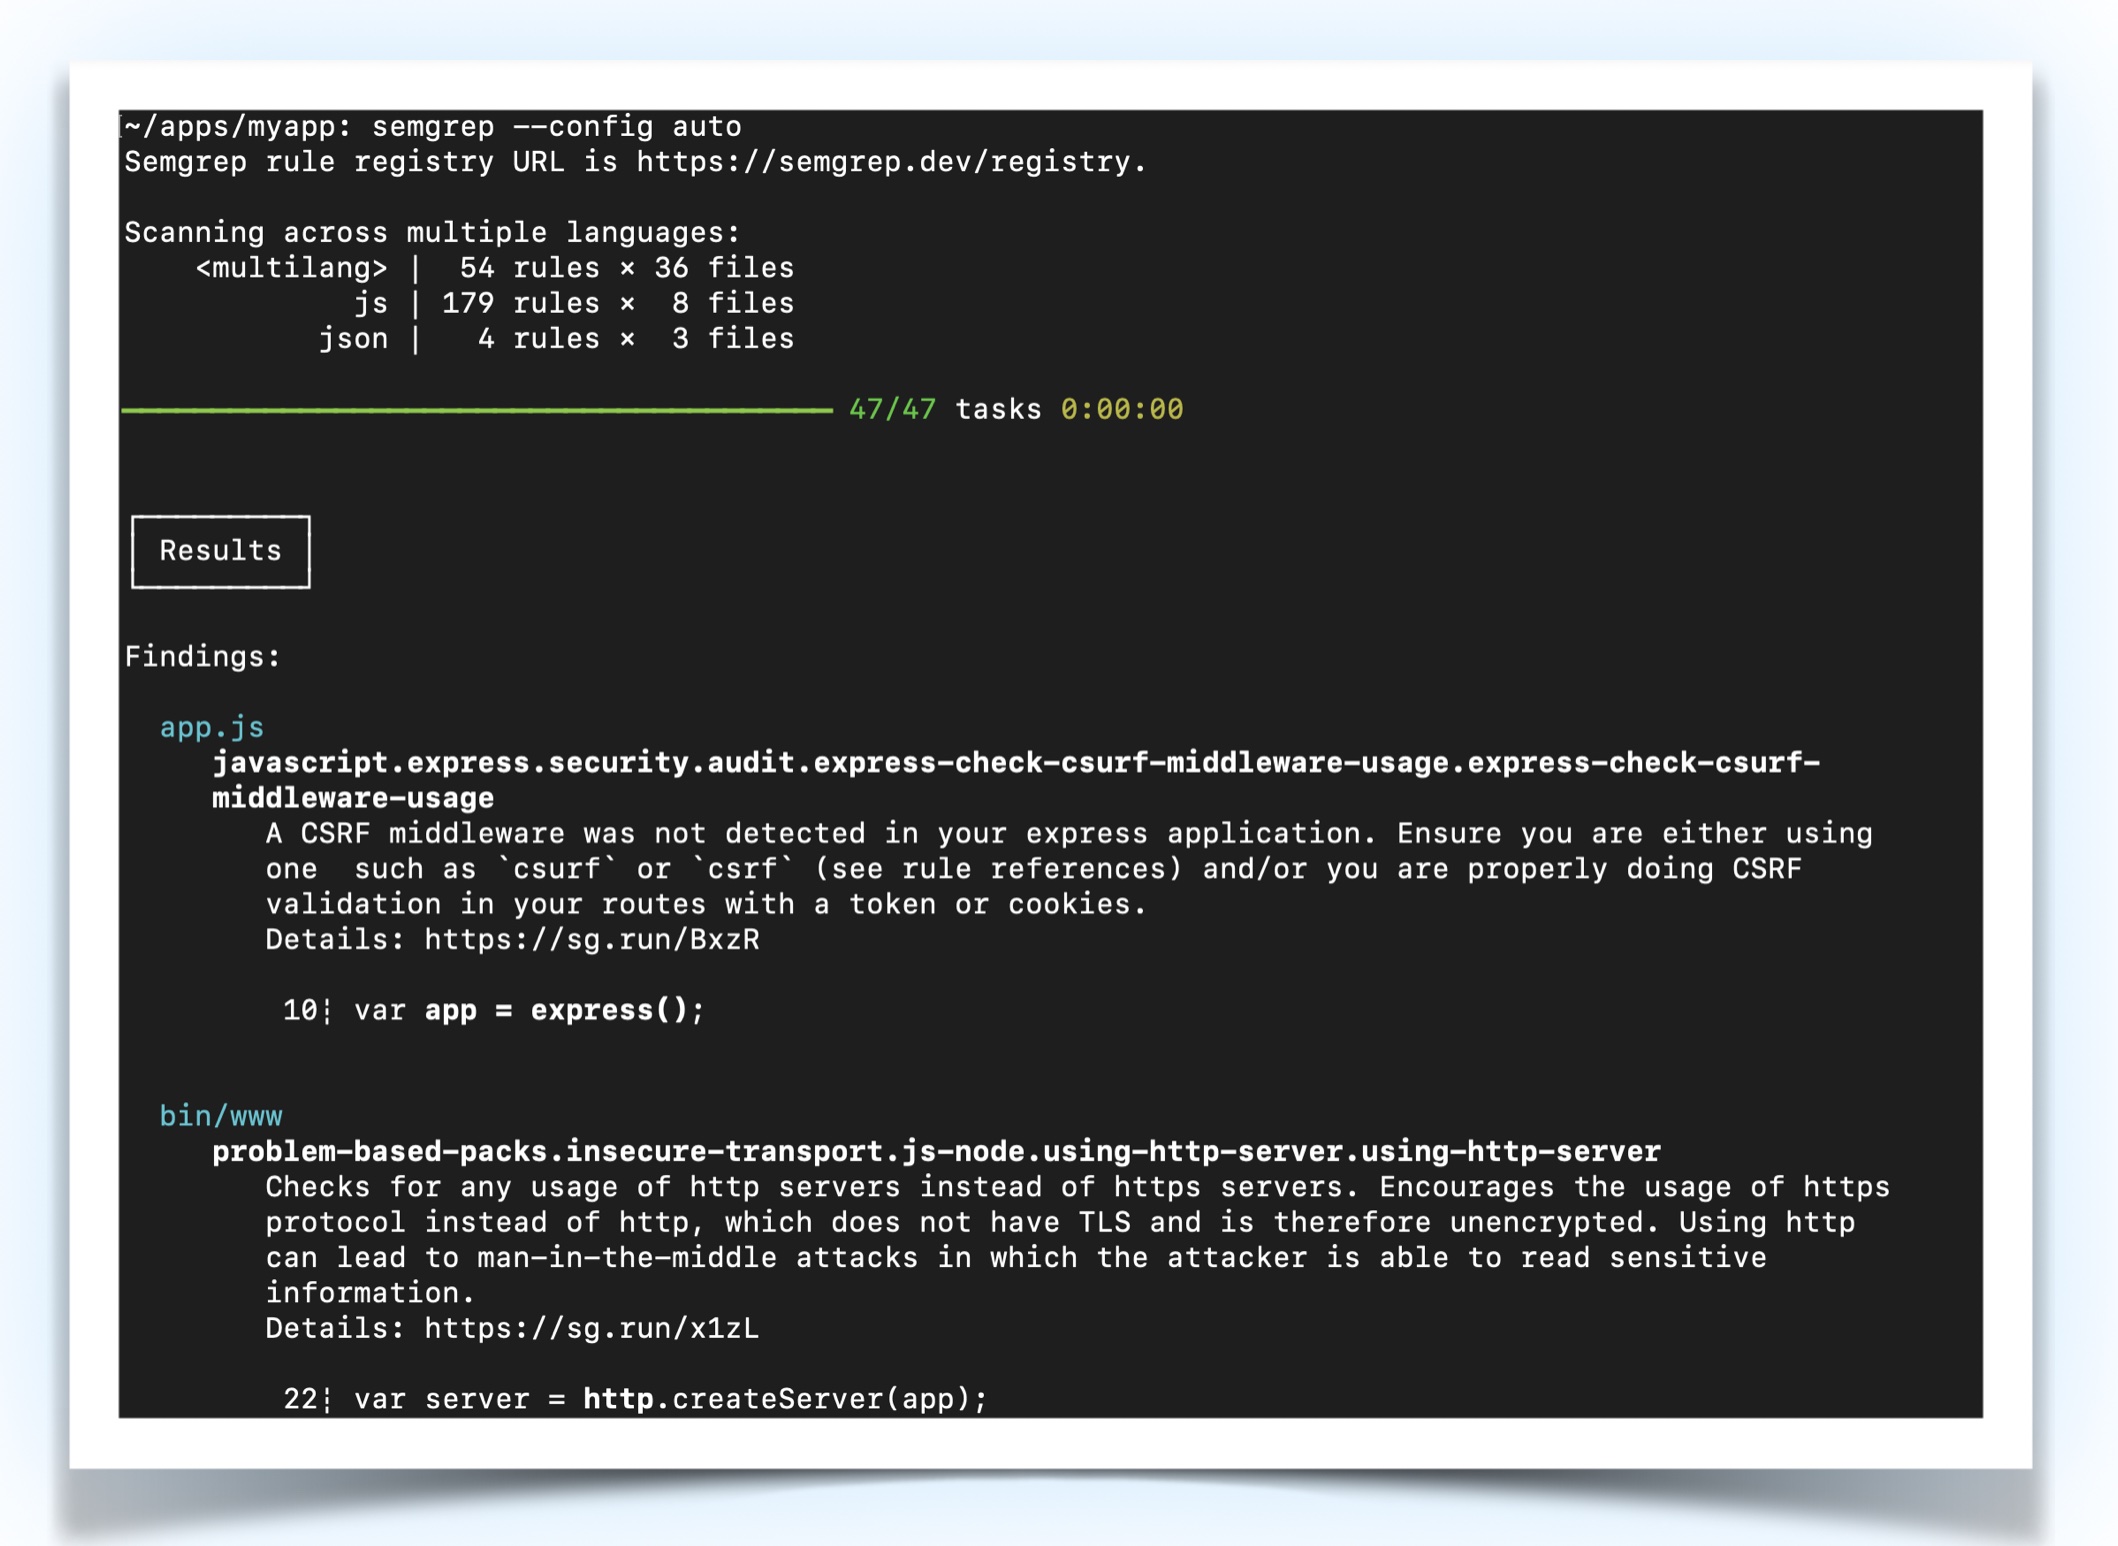 ~/apps/myapp: semgrep --config auto
Semgrep rule registry URL is https://semgrep.dev/registry.
Scanning across multiple languages:
<multilang> |  54 rules × 36 files
js | 179 rules ×  8 files
json |   4 rules ×  3 files
47/47 tasks 0:00:00
Results
Findings:
app.js
javascript.express.security.audit.express-check-csurf-middleware-usage.express-check-csurf-
middleware-usage
A CSRF middleware was not detected in your express application. Ensure you are either using
one  such as `csurf` or `csrf` (see rule references) and/or you are properly doing CSRF
validation in your routes with a token or cookies.
Details: https://sg.run/BxzR
10┆ var app = express();
bin/www
problem-based-packs.insecure-transport.js-node.using-http-server.using-http-server
Checks for any usage of http servers instead of https servers. Encourages the usage of https
protocol instead of http, which does not have TLS and is therefore unencrypted. Using http
can lead to man-in-the-middle attacks in which the attacker is able to read sensitive
information.
Details: https://sg.run/x1zL
22┆ var server = http.createServer(app);